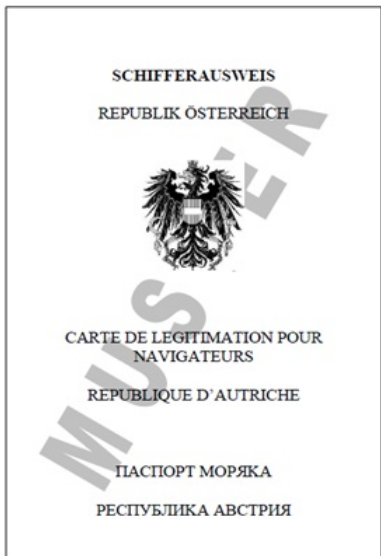 SCHIFFERAUSWEIS
REPUBLIK ÖSTERREICH
CARTE DE LEGITIMATION POUR
NAVIGATEURS
REPUBLIQUE D'AUTRICHE
ПАСПОРТ МОРЯКА
РЕСПУБЛИКА АВСТРИЯ
MUSTER